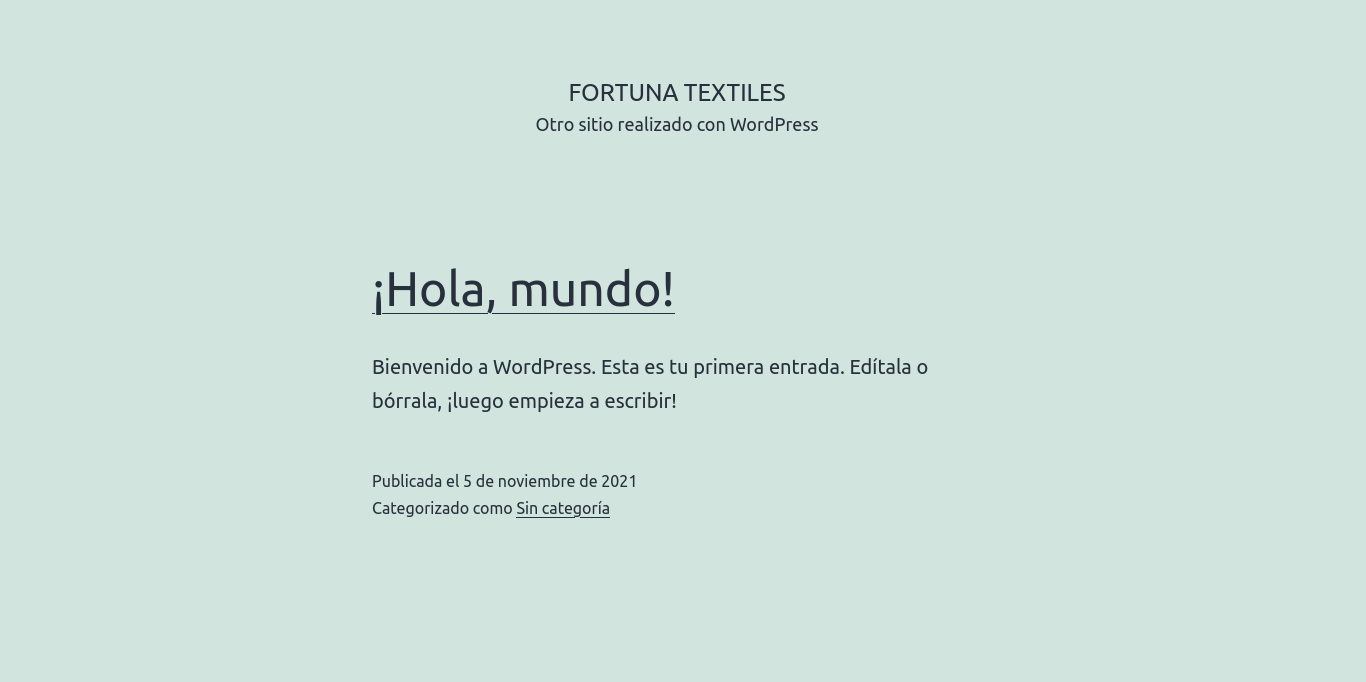 FORTUNA TEXTILES
Otro sitio realizado con WordPress
¡Hola, mundo!
Bienvenido a WordPress. Esta es tu primera entrada. Edítala o
bórrala, ¡luego empieza a escribir!
Publicada el 5 de noviembre de 2021
Categorizado como Sin categoría